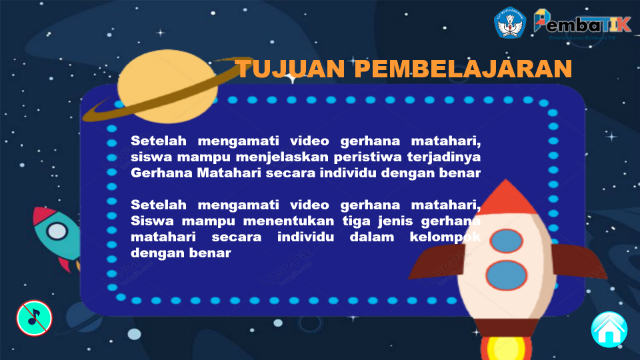 PembaTIK
TUJUAN PEMBELAJARAN
Setelah mengamati video gerhana matahari,
siswa mampu menjelaskan peristiwa terjadinya
Gerhana Matahari secara individu dengan benar
Setelah mengamati video gerhana matahari,
Siswa mampu menentukan tiga jenis gerhana
matahari secara individu dalam kelompok
dengan benar